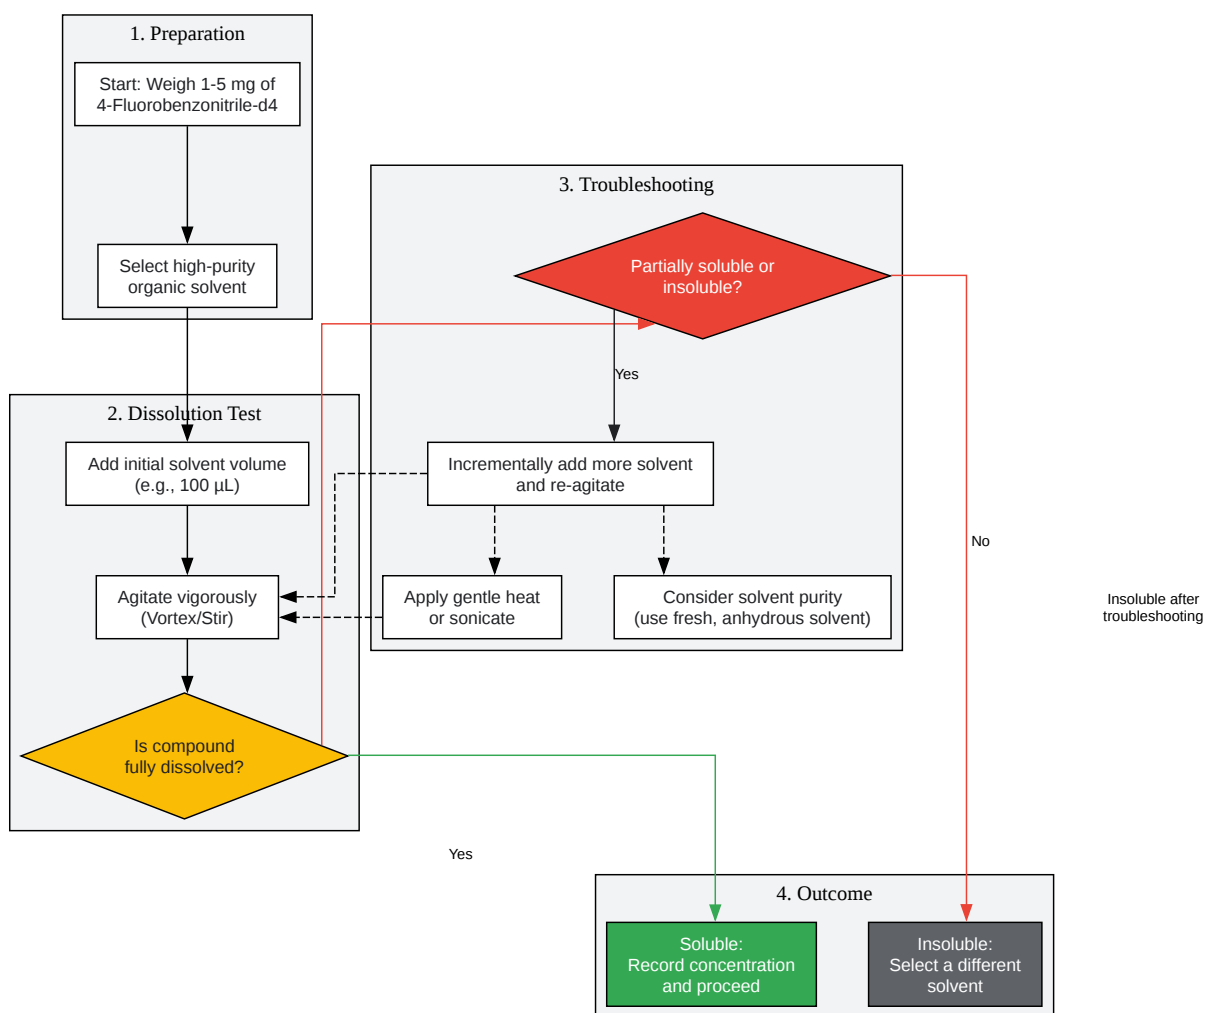 1. Preparation
Start: Weigh 1-5 mg of
4-Fluorobenzonitrile-d4
Select high-purity
organic solvent
2. Dissolution Test
Add initial solvent volume
(e.g., 100 µL)
Agitate vigorously
(Vortex/Stir)
Is compound
fully dissolved?
Yes
3. Troubleshooting
Partially soluble or
insoluble?
Yes
Incrementally add more solvent
and re-agitate
Apply gentle heat
or sonicate
Consider solvent purity
(use fresh, anhydrous solvent)
No
Insoluble after
troubleshooting
4. Outcome
Soluble:
Record concentration
and proceed
Insoluble:
Select a different
solvent